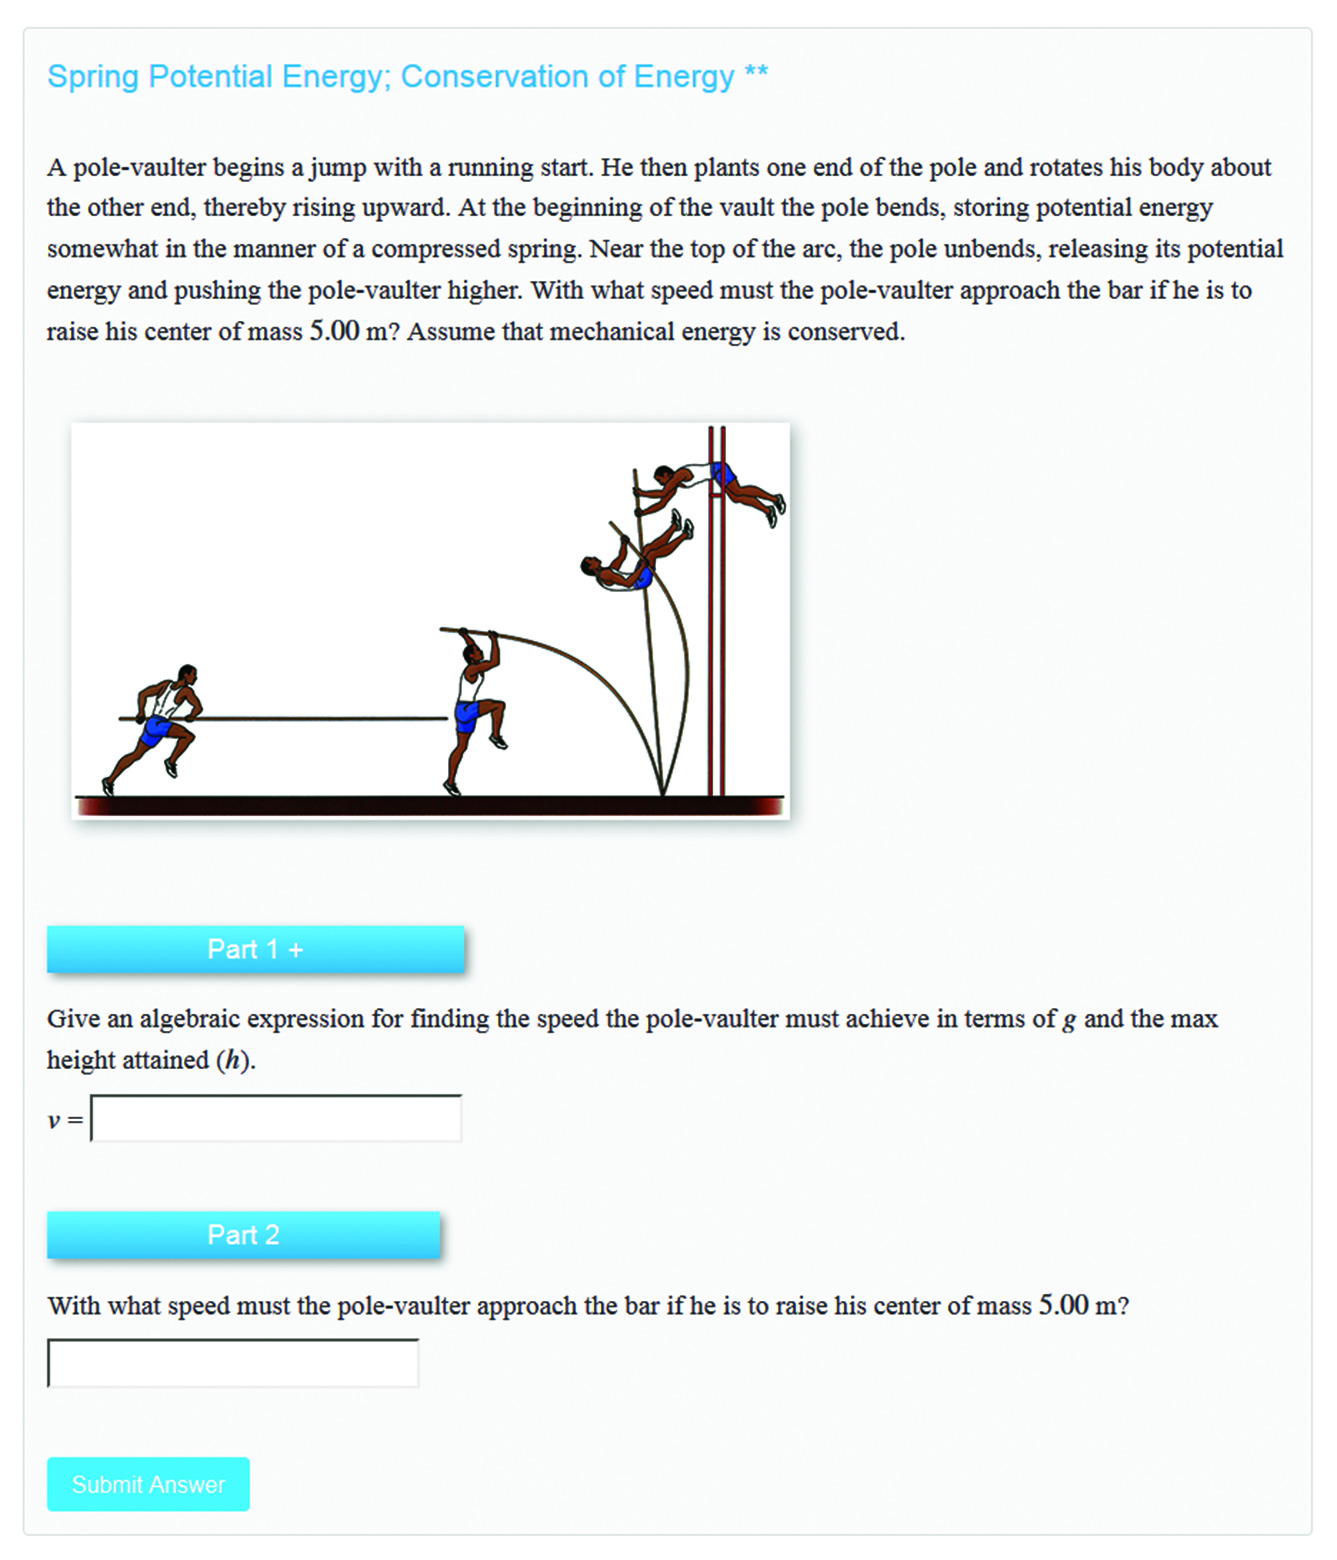 Spring Potential Energy; Conservation of Energy **
A pole-vaulter begins a jump with a running start. He then plants one end of the pole and rotates his body about
the other end, thereby rising upward. At the beginning of the vault the pole bends, storing potential energy
somewhat in the manner of a compressed spring. Near the top of the arc, the pole unbends, releasing its potential
energy and pushing the pole-vaulter higher. With what speed must the pole-vaulter approach the bar if he is to
raise his center of mass 5.00 m? Assume that mechanical energy is conserved.
Part 1 +
Give an algebraic expression for finding the speed the pole-vaulter must achieve in terms of g and the max
height attained (h).
v =
Part 2
With what speed must the pole-vaulter approach the bar if he is to raise his center of mass 5.00 m?
Submit Answer